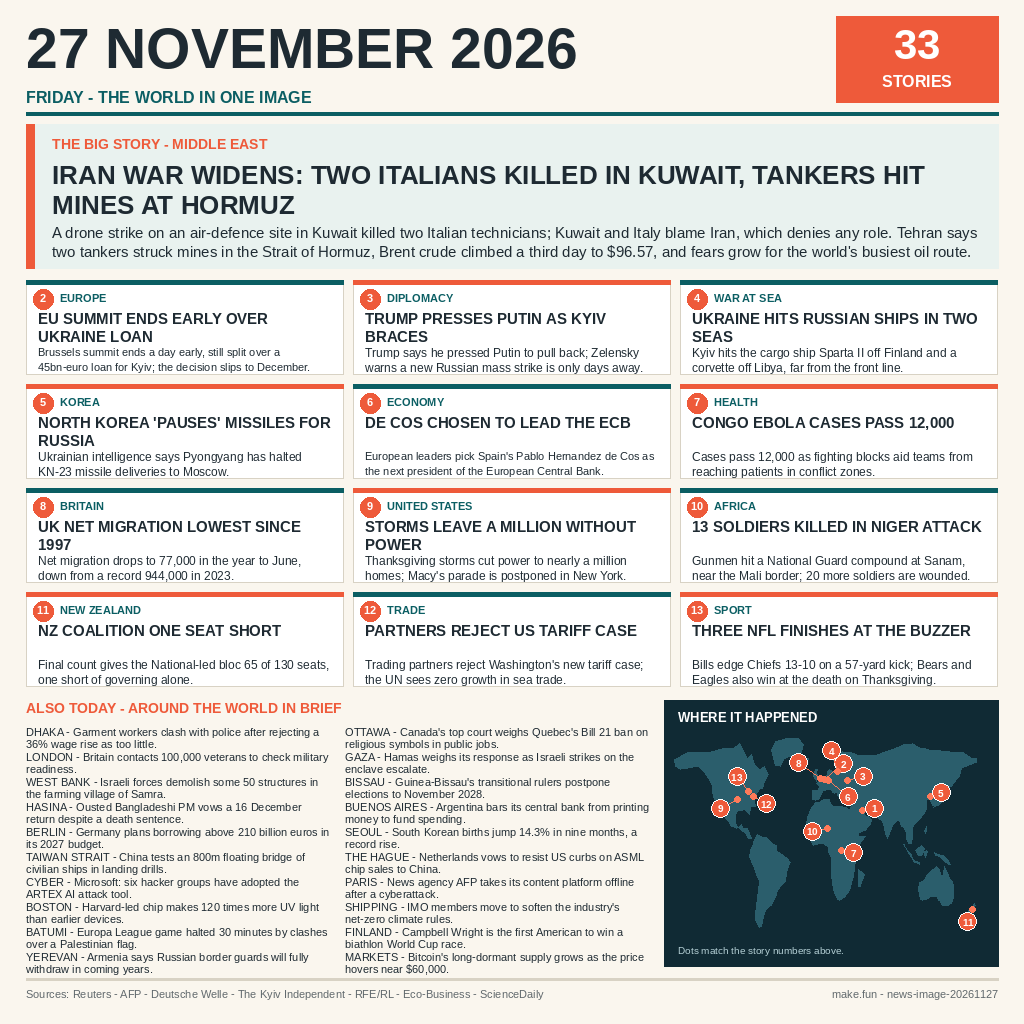 27 NOVEMBER 2026
33
STORIES
FRIDAY - THE WORLD IN ONE IMAGE
THE BIG STORY - MIDDLE EAST
IRAN WAR WIDENS: TWO ITALIANS KILLED IN KUWAIT, TANKERS HIT
MINES AT HORMUZ
A drone strike on an air-defence site in Kuwait killed two Italian technicians; Kuwait and Italy blame Iran, which denies any role. Tehran says
two tankers struck mines in the Strait of Hormuz, Brent crude climbed a third day to $96.57, and fears grow for the world's busiest oil route.
2 EUROPE
EU SUMMIT ENDS EARLY OVER
UKRAINE LOAN
Brussels summit ends a day early, still split over a
45bn-euro loan for Kyiv; the decision slips to December.
3 DIPLOMACY
TRUMP PRESSES PUTIN AS KYIV
BRACES
Trump says he pressed Putin to pull back; Zelensky
warns a new Russian mass strike is only days away.
4 WAR AT SEA
UKRAINE HITS RUSSIAN SHIPS IN TWO
SEAS
Kyiv hits the cargo ship Sparta II off Finland and a
corvette off Libya, far from the front line.
5 KOREA
NORTH KOREA 'PAUSES' MISSILES FOR
RUSSIA
Ukrainian intelligence says Pyongyang has halted
KN-23 missile deliveries to Moscow.
6 ECONOMY
DE COS CHOSEN TO LEAD THE ECB
European leaders pick Spain's Pablo Hernandez de Cos as
the next president of the European Central Bank.
7 HEALTH
CONGO EBOLA CASES PASS 12,000
Cases pass 12,000 as fighting blocks aid teams from
reaching patients in conflict zones.
8 BRITAIN
UK NET MIGRATION LOWEST SINCE
1997
Net migration drops to 77,000 in the year to June,
down from a record 944,000 in 2023.
9 UNITED STATES
STORMS LEAVE A MILLION WITHOUT
POWER
Thanksgiving storms cut power to nearly a million
homes; Macy's parade is postponed in New York.
10 AFRICA
13 SOLDIERS KILLED IN NIGER ATTACK
Gunmen hit a National Guard compound at Sanam,
near the Mali border; 20 more soldiers are wounded.
11 NEW ZEALAND
NZ COALITION ONE SEAT SHORT
Final count gives the National-led bloc 65 of 130 seats,
one short of governing alone.
12 TRADE
PARTNERS REJECT US TARIFF CASE
Trading partners reject Washington's new tariff case;
the UN sees zero growth in sea trade.
13 SPORT
THREE NFL FINISHES AT THE BUZZER
Bills edge Chiefs 13-10 on a 57-yard kick; Bears and
Eagles also win at the death on Thanksgiving.
ALSO TODAY - AROUND THE WORLD IN BRIEF
DHAKA - Garment workers clash with police after rejecting a
36% wage rise as too little.
LONDON - Britain contacts 100,000 veterans to check military
readiness.
WEST BANK - Israeli forces demolish some 50 structures in
the farming village of Samra.
HASINA - Ousted Bangladeshi PM vows a 16 December
return despite a death sentence.
BERLIN - Germany plans borrowing above 210 billion euros in
its 2027 budget.
TAIWAN STRAIT - China tests an 800m floating bridge of
civilian ships in landing drills.
CYBER - Microsoft: six hacker groups have adopted the
ARTEX AI attack tool.
BOSTON - Harvard-led chip makes 120 times more UV light
than earlier devices.
BATUMI - Europa League game halted 30 minutes by clashes
over a Palestinian flag.
YEREVAN - Armenia says Russian border guards will fully
withdraw in coming years.
OTTAWA - Canada's top court weighs Quebec's Bill 21 ban on
religious symbols in public jobs.
GAZA - Hamas weighs its response as Israeli strikes on the
enclave escalate.
BISSAU - Guinea-Bissau's transitional rulers postpone
elections to November 2028.
BUENOS AIRES - Argentina bars its central bank from printing
money to fund spending.
SEOUL - South Korean births jump 14.3% in nine months, a
record rise.
THE HAGUE - Netherlands vows to resist US curbs on ASML
chip sales to China.
PARIS - News agency AFP takes its content platform offline
after a cyberattack.
SHIPPING - IMO members move to soften the industry's
net-zero climate rules.
FINLAND - Campbell Wright is the first American to win a
biathlon World Cup race.
MARKETS - Bitcoin's long-dormant supply grows as the price
hovers near $60,000.
WHERE IT HAPPENED
4
8
2
13
3
5
6
12
9
1
10
7
11
Dots match the story numbers above.
Sources: Reuters - AFP - Deutsche Welle - The Kyiv Independent - RFE/RL - Eco-Business - ScienceDaily
make.fun - news-image-20261127